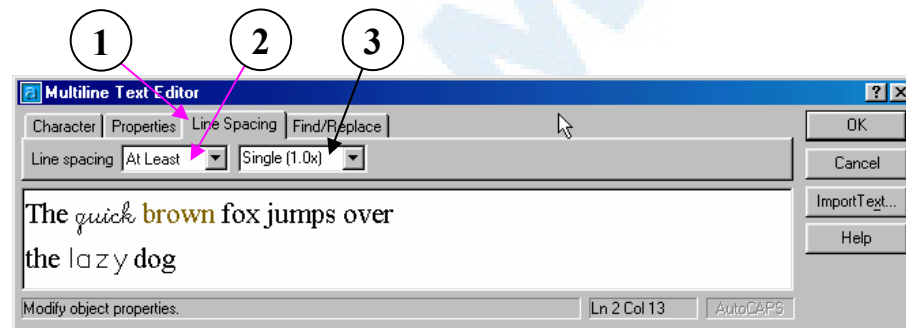 1 2 3
Multiline Text Editor
Character Properties Line Spacing Find/Replace
OK
Line spacing At Least Single (1.0x)
Cancel
The quick brown fox jumps over
ImportText...
the lazy dog
Help
Modify object properties. Ln 2 Col 13 AutoCAPS